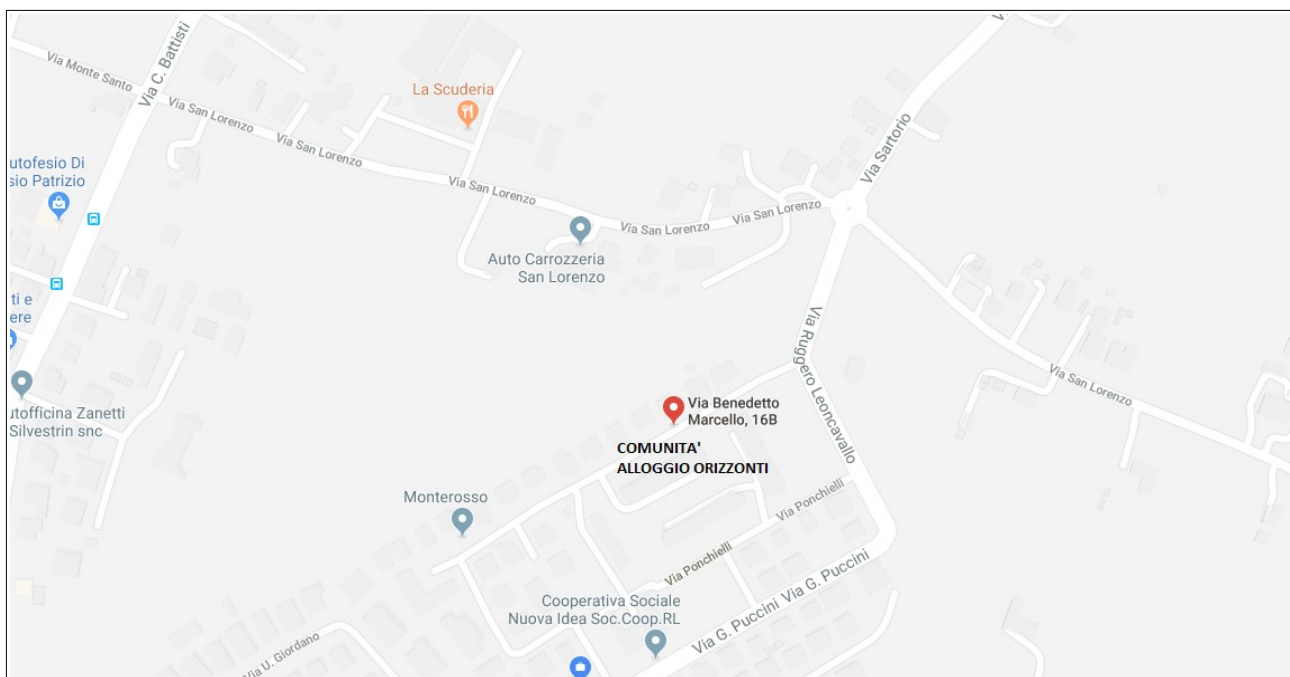 Via Monte Santo
Via C. Battisti
Via San Lorenzo
Via San Lorenzo
La Scuderia
Via Sartorio
utofesio Di
sio Patrizio
Via San Lorenzo
Via San Lorenzo
Via San Lorenzo
Auto Carrozzeria
San Lorenzo
ti e
ere
Via Ruggero Leoncavallo
Via San Lorenzo
utofficina Zanetti
Silvestrin snc
Via Benedetto
Marcello, 16B
COMUNITA'
ALLOGGIO ORIZZONTI
Monterosso
Via Ponchielli
Via Ponchielli
Cooperativa Sociale
Nuova Idea Soc.Coop.RL
Via G. Puccini
Via G. Puccini
Via U. Giordano